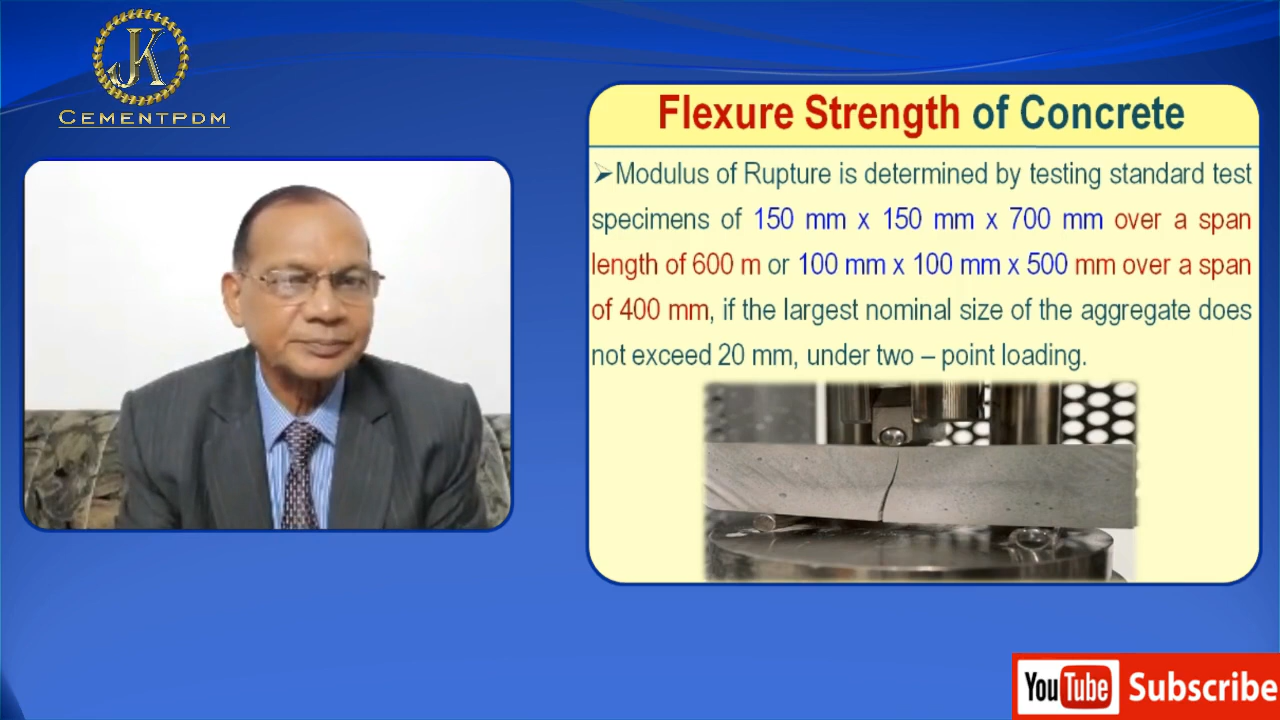 JK
CEMENTPDM
Flexure Strength of Concrete
➢Modulus of Rupture is determined by testing standard test
specimens of 150 mm x 150 mm x 700 mm over a span
length of 600 m or 100 mm x 100 mm x 500 mm over a span
of 400 mm, if the largest nominal size of the aggregate does
not exceed 20 mm, under two – point loading.
YouTube Subscribe